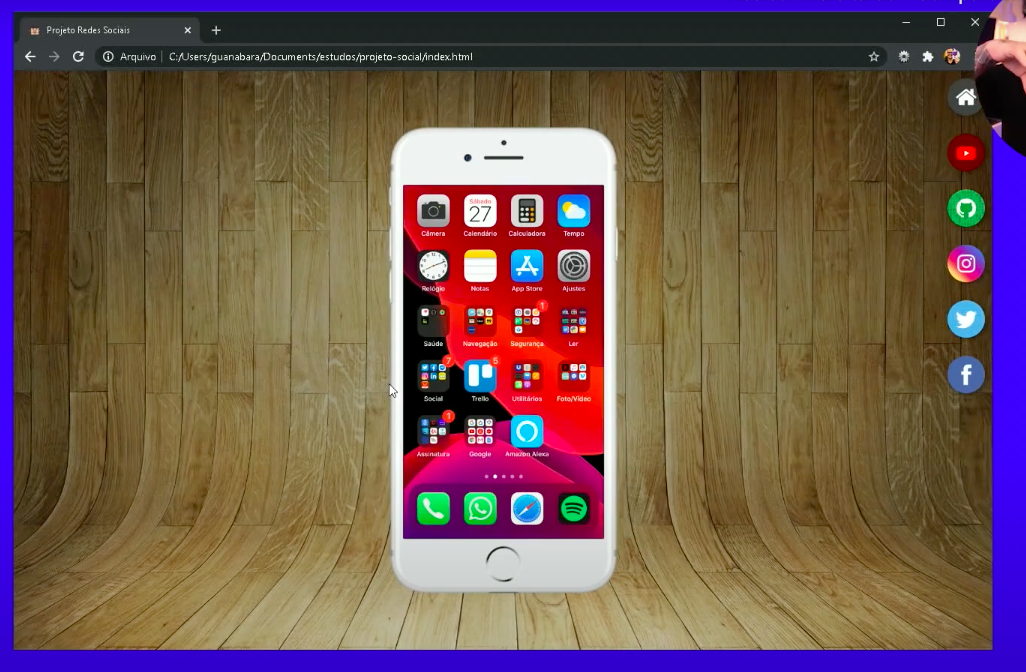 Projeto Redes Sociais
Arquivo C:/Users/guanabara/Documents/estudos/projeto-social/index.html
Sábado
27
Câmera Calendário Calculadora Tempo
Relógio Notas App Store Ajustes
1
Saúde Navegação Segurança Ler
7 5
Social Trello Utilitários Foto/Vídeo
1
Assinatura Google Amazon Alexa